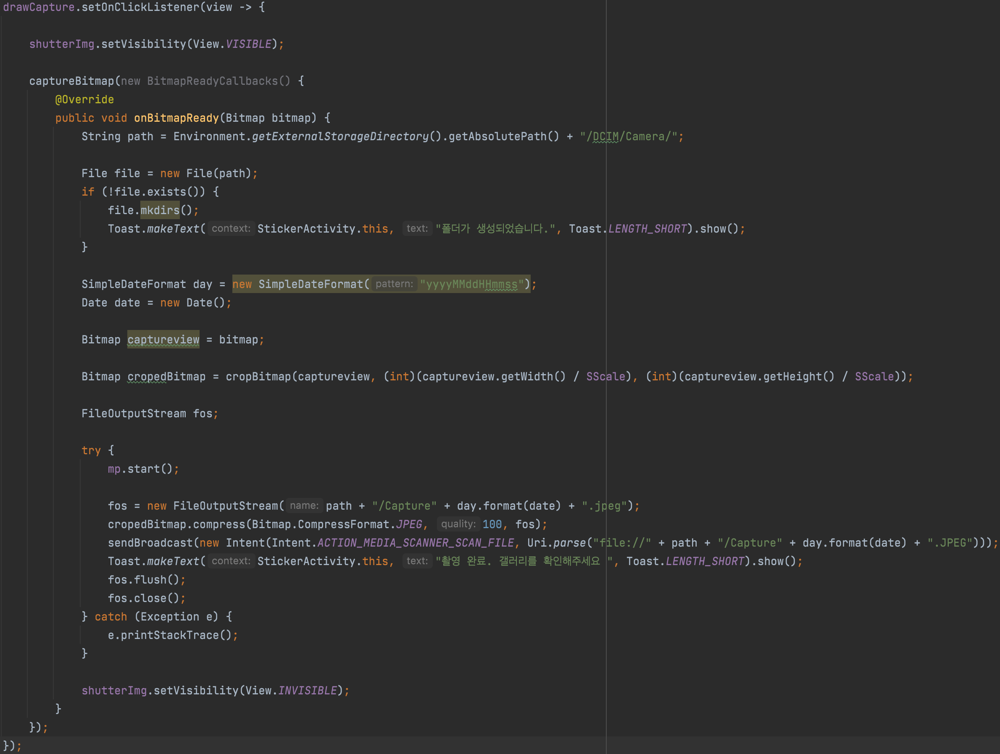 drawCapture.setOnClickListener(view -> {
shutterImg.setVisibility(View.VISIBLE);
captureBitmap(new BitmapReadyCallbacks() {
@Override
public void onBitmapReady(Bitmap bitmap) {
String path = Environment.getExternalStorageDirectory().getAbsolutePath() + "/DCIM/Camera/";
File file = new File(path);
if (!file.exists()) {
file.mkdirs();
Toast.makeText( context: StickerActivity.this, text: "폴더가 생성되었습니다.", Toast.LENGTH_SHORT).show();
}
SimpleDateFormat day = new SimpleDateFormat( pattern: "yyyyMMddHHmmss");
Date date = new Date();
Bitmap captureview = bitmap;
Bitmap cropedBitmap = cropBitmap(captureview, (int)(captureview.getWidth() / SScale), (int)(captureview.getHeight() / SScale));
FileOutputStream fos;
try {
mp.start();
fos = new FileOutputStream( name: path + "/Capture" + day.format(date) + ".jpeg");
cropedBitmap.compress(Bitmap.CompressFormat.JPEG, quality: 100, fos);
sendBroadcast(new Intent(Intent.ACTION_MEDIA_SCANNER_SCAN_FILE, Uri.parse("file://" + path + "/Capture" + day.format(date) + ".JPEG")));
Toast.makeText( context: StickerActivity.this, text: "촬영 완료. 갤러리를 확인해주세요 ", Toast.LENGTH_SHORT).show();
fos.flush();
fos.close();
} catch (Exception e) {
e.printStackTrace();
}
shutterImg.setVisibility(View.INVISIBLE);
}
});
});